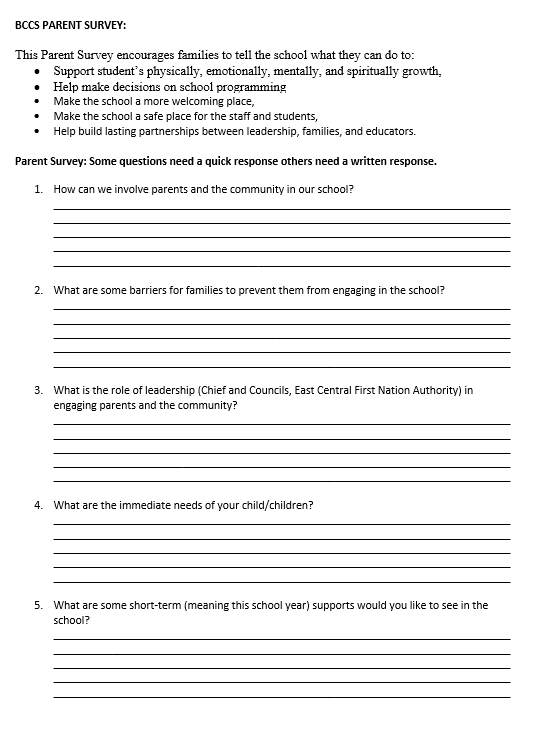 BCCS PARENT SURVEY:
This Parent Survey encourages families to tell the school what they can do to:
• Support student's physically, emotionally, mentally, and spiritually growth,
• Help make decisions on school programming
• Make the school a more welcoming place,
• Make the school a safe place for the staff and students,
• Help build lasting partnerships between leadership, families, and educators.
Parent Survey: Some questions need a quick response others need a written response.
1. How can we involve parents and the community in our school?
2. What are some barriers for families to prevent them from engaging in the school?
3. What is the role of leadership (Chief and Councils, East Central First Nation Authority) in
engaging parents and the community?
4. What are the immediate needs of your child/children?
5. What are some short-term (meaning this school year) supports would you like to see in the
school?